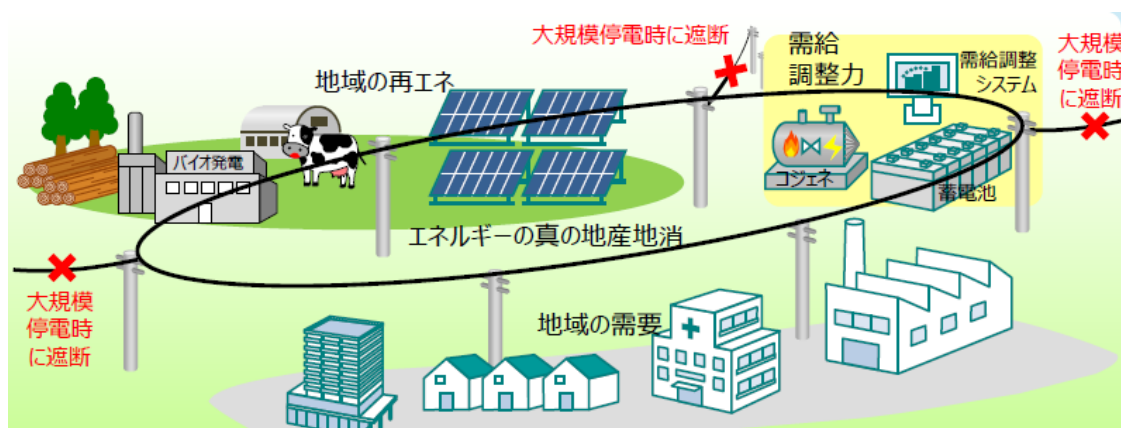 大規模停電時に遮断
需給
調整力
需給調整
システム
大規模
停電時
に遮断
地域の再エネ
バイオ発電
コジェネ
蓄電池
エネルギーの真の地産地消
大規模
停電時
に遮断
地域の需要